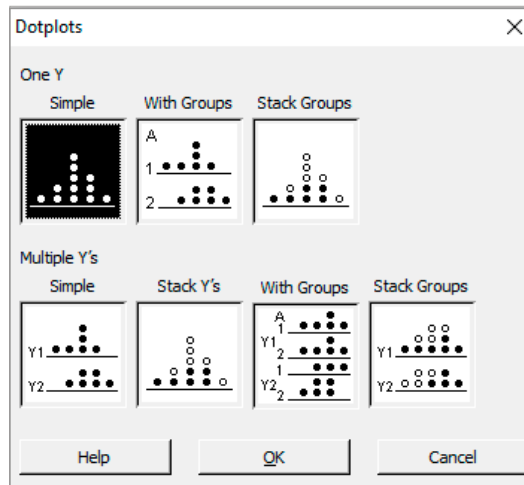 Dotplots
One Y
Simple With Groups Stack Groups
A
1
2
Multiple Y's
Simple Stack Y's With Groups Stack Groups
Y1
Y2
A
1
Y1
2
1
Y2
2
Y1
Y2
Help OK Cancel